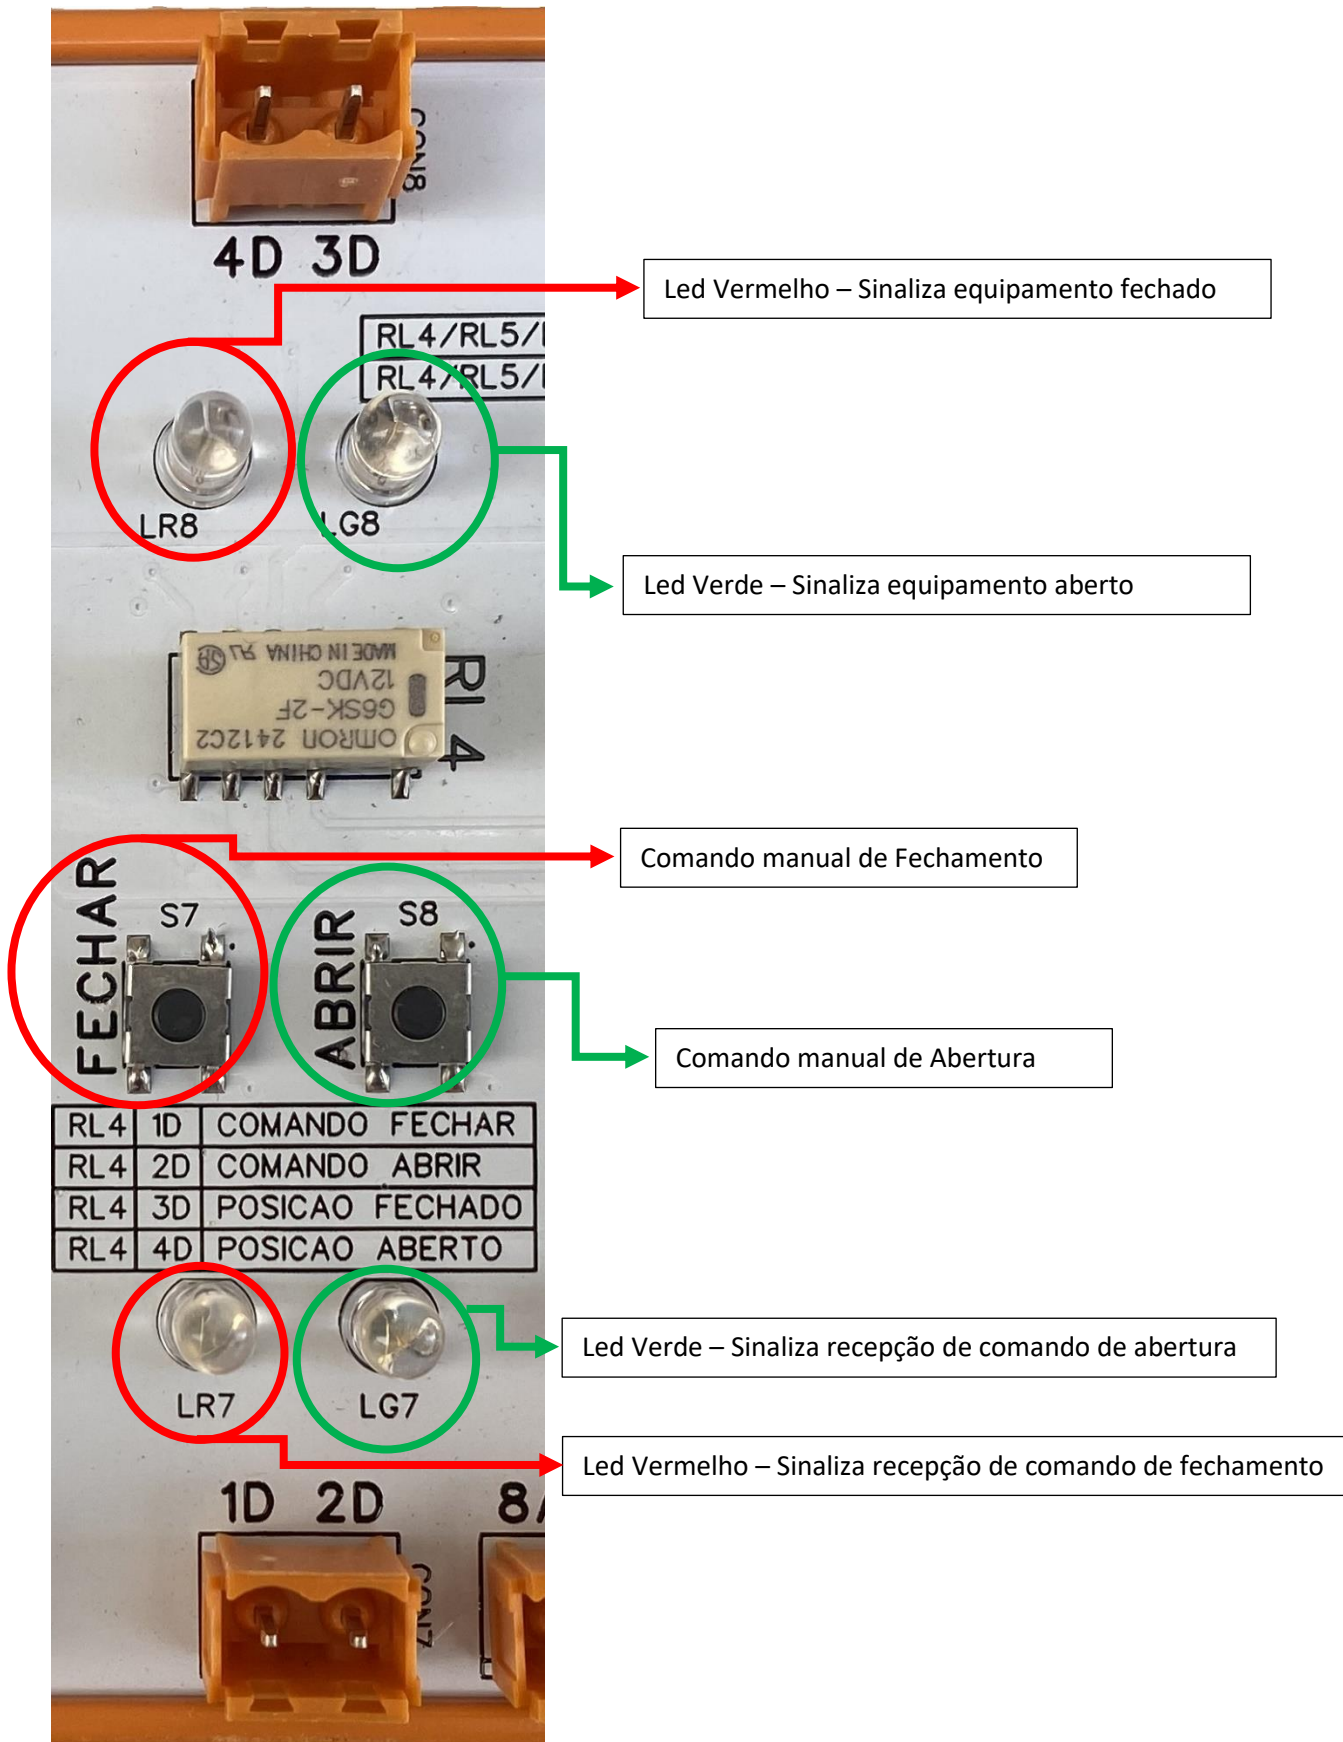 CON8
4D 3D
Led Vermelho – Sinaliza equipamento fechado
RL4/RL5/
RL4/RL5/
LR8
LG8
Led Verde – Sinaliza equipamento aberto
RL4
OMRON 2412C2
G6SK-2F
12VDC
MADE IN CHINA
Comando manual de Fechamento
FECHAR
S7
ABRIR
S8
Comando manual de Abertura
RL4 1D COMANDO FECHAR
RL4 2D COMANDO ABRIR
RL4 3D POSICAO FECHADO
RL4 4D POSICAO ABERTO
Led Verde – Sinaliza recepção de comando de abertura
LR7
LG7
Led Vermelho – Sinaliza recepção de comando de fechamento
1D 2D
8
CON7